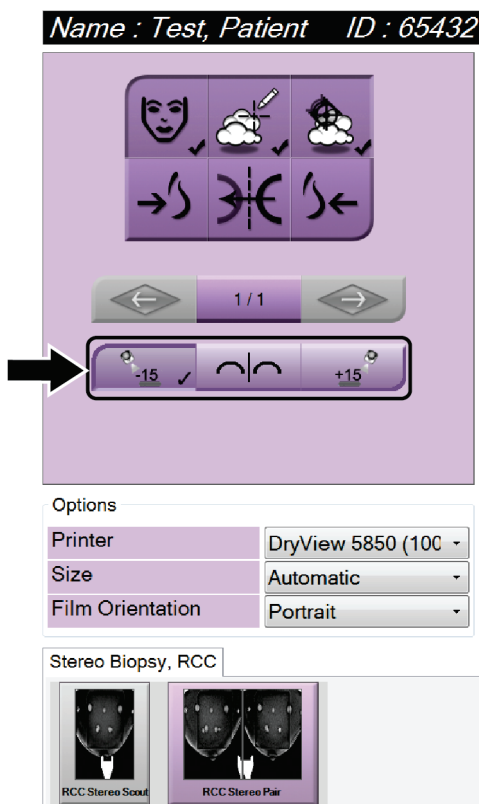 Name : Test, Patient ID : 65432
1 / 1
-15 +15
Options
Printer DryView 5850 (100
Size Automatic
Film Orientation Portrait
Stereo Biopsy, RCC
RCC Stereo Scout RCC Stereo Pair